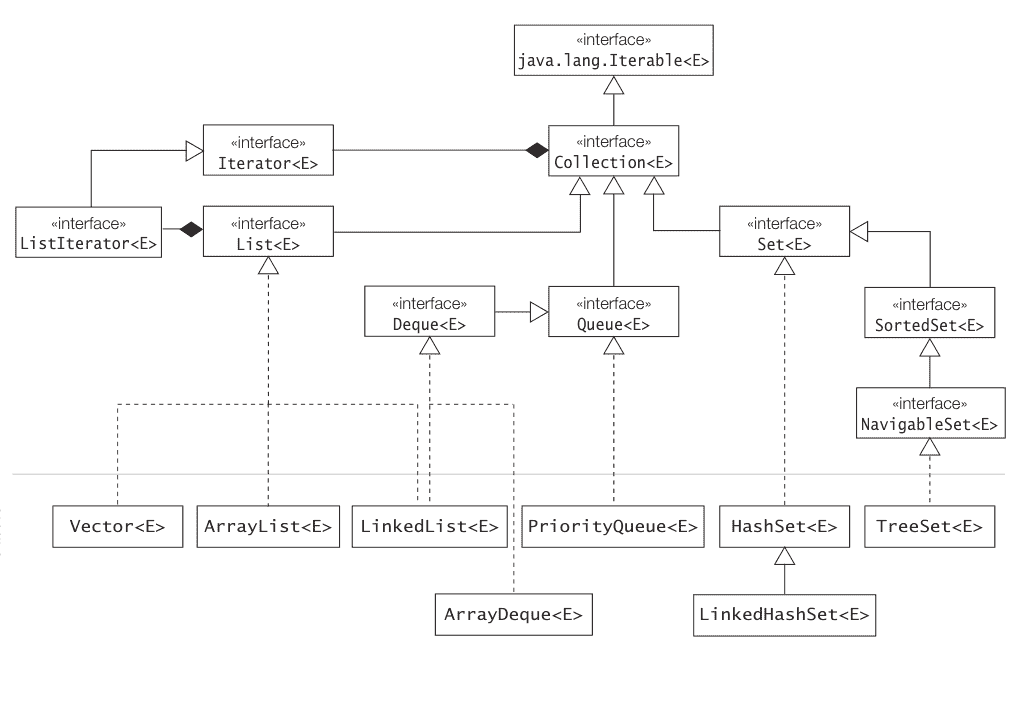 «interface»
java.lang.Iterable<E>
«interface»
Iterator<E>
«interface»
Collection<E>
«interface»
ListIterator<E>
«interface»
List<E>
«interface»
Set<E>
«interface»
Deque<E>
«interface»
Queue<E>
«interface»
SortedSet<E>
«interface»
NavigableSet<E>
Vector<E>
ArrayList<E>
LinkedList<E>
PriorityQueue<E>
HashSet<E>
TreeSet<E>
ArrayDeque<E>
LinkedHashSet<E>